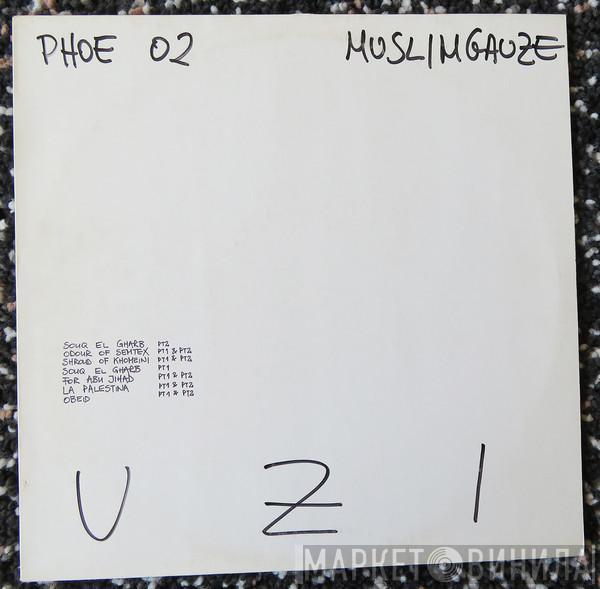 PHOE 02 MUSLIMGAUZE
SOUQ EL GHARB PT2
ODOUR OF SEMTEX PT1 & PT2
SHROUD OF KHOMEINI PT1 & PT2
SOUQ EL GHARB PT1
FOR ABU JIHAD PT1 & PT2
LA PALESTINA PT1 & PT2
OBEID PT1 & PT2
U Z I
МАРКЕТ ВИНИЛА